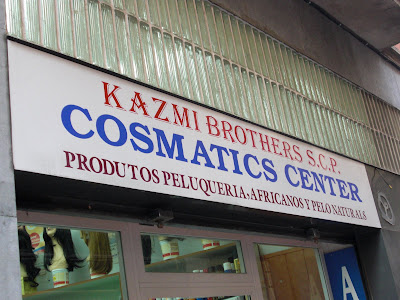 KAZMI BROTHERS S.C.P.
COSMATICS CENTER
PRODUTOS PELUQUERIA, AFRICANOS Y PELO NATURALS
A